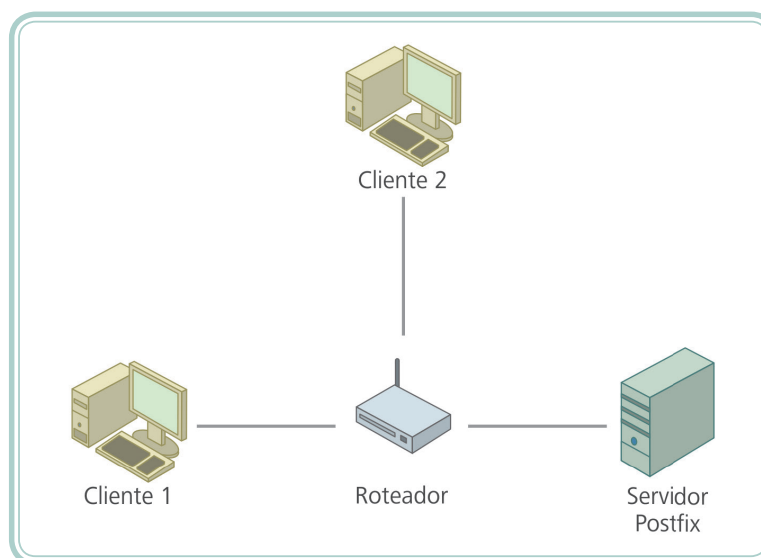 Cliente 2
Cliente 1
Roteador
Servidor
Postfix